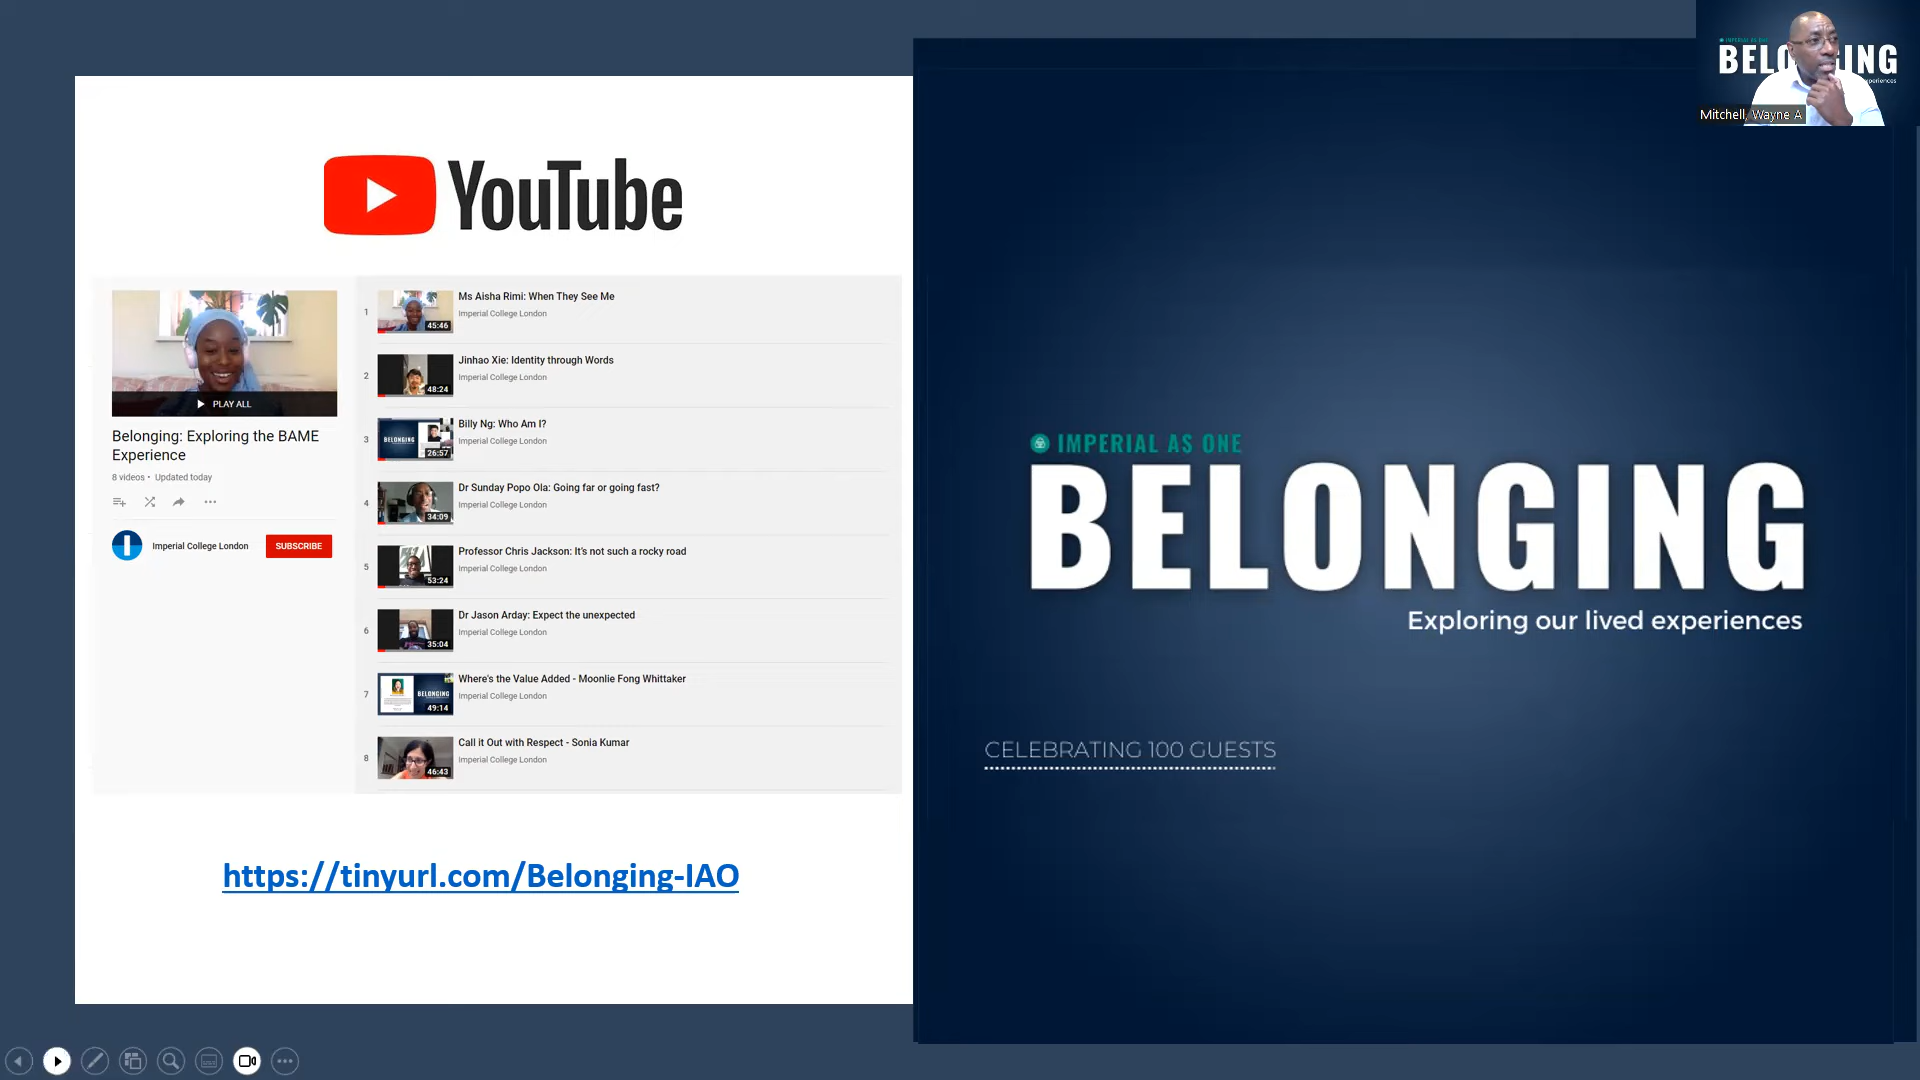 YouTube
PLAY ALL
Belonging: Exploring the BAME
Experience
8 videos • Updated today
Imperial College London
SUBSCRIBE
1
45:46
Ms Aisha Rimi: When They See Me
Imperial College London
2
48:24
Jinhao Xie: Identity through Words
Imperial College London
3
BELONGING
26:57
Billy Ng: Who Am I?
Imperial College London
4
34:09
Dr Sunday Popo Ola: Going far or going fast?
Imperial College London
5
53:24
Professor Chris Jackson: It's not such a rocky road
Imperial College London
6
35:04
Dr Jason Arday: Expect the unexpected
Imperial College London
7
BELONGING
49:14
Where's the Value Added - Moonlie Fong Whittaker
Imperial College London
8
46:43
Call it Out with Respect - Sonia Kumar
Imperial College London
https://tinyurl.com/Belonging-IAO
IMPERIAL AS ONE
BELONGING
Exploring our lived experiences
CELEBRATING 100 GUESTS
Mitchell, Wayne A